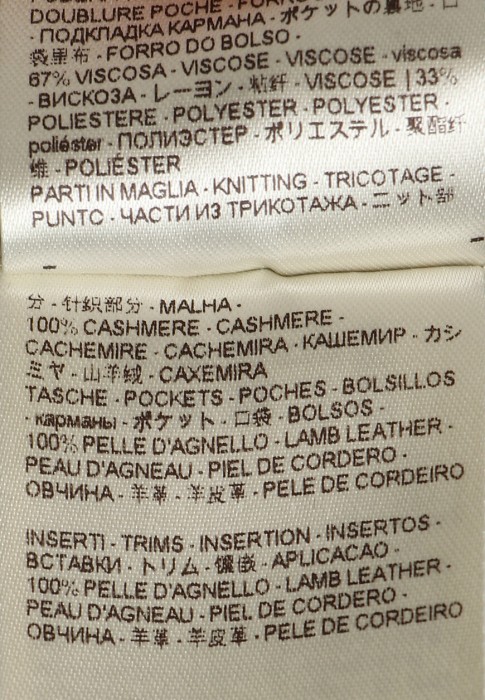 DOUBLURE POCHE - FORRO
- ПОДКЛАДКА КАРМАНА - ポケットの裏地 - 口
袋里布 - FORRO DO BOLSO -
67% VISCOSA - VISCOSE - VISCOSE - viscosa
- ВИСКОЗА - レーヨン - 粘纤 - VISCOSE | 33%
POLIESTERE - POLYESTER - POLYESTER -
poliéster - ПОЛИЭСТЕР - ポリエステル - 聚酯纤
维 - POLIÉSTER
PARTI IN MAGLIA - KNITTING - TRICOTAGE -
PUNTO - ЧАСТИ ИЗ ТРИКОТАЖА - ニット部
分 - 针织部分 - MALHA -
100% CASHMERE - CASHMERE -
CACHEMIRE - CACHEMIRA - КАШЕМИР - カシ
ミヤ - 山羊绒 - CAXEMIRA
TASCHE - POCKETS - POCHES - BOLSILLOS
- карманы - ポケット - 口袋 - BOLSOS -
100% PELLE D'AGNELLO - LAMB LEATHER -
PEAU D'AGNEAU - PIEL DE CORDERO -
ОВЧИНА - 羊革 - 羊皮革 - PELE DE CORDEIRO
INSERTI - TRIMS - INSERTION - INSERTOS -
ВСТАВКИ - トリム - 镶嵌 - APLICACAO -
100% PELLE D'AGNELLO - LAMB LEATHER -
PEAU D'AGNEAU - PIEL DE CORDERO -
ОВЧИНА - 羊革 - 羊皮革 - PELE DE CORDEIRO